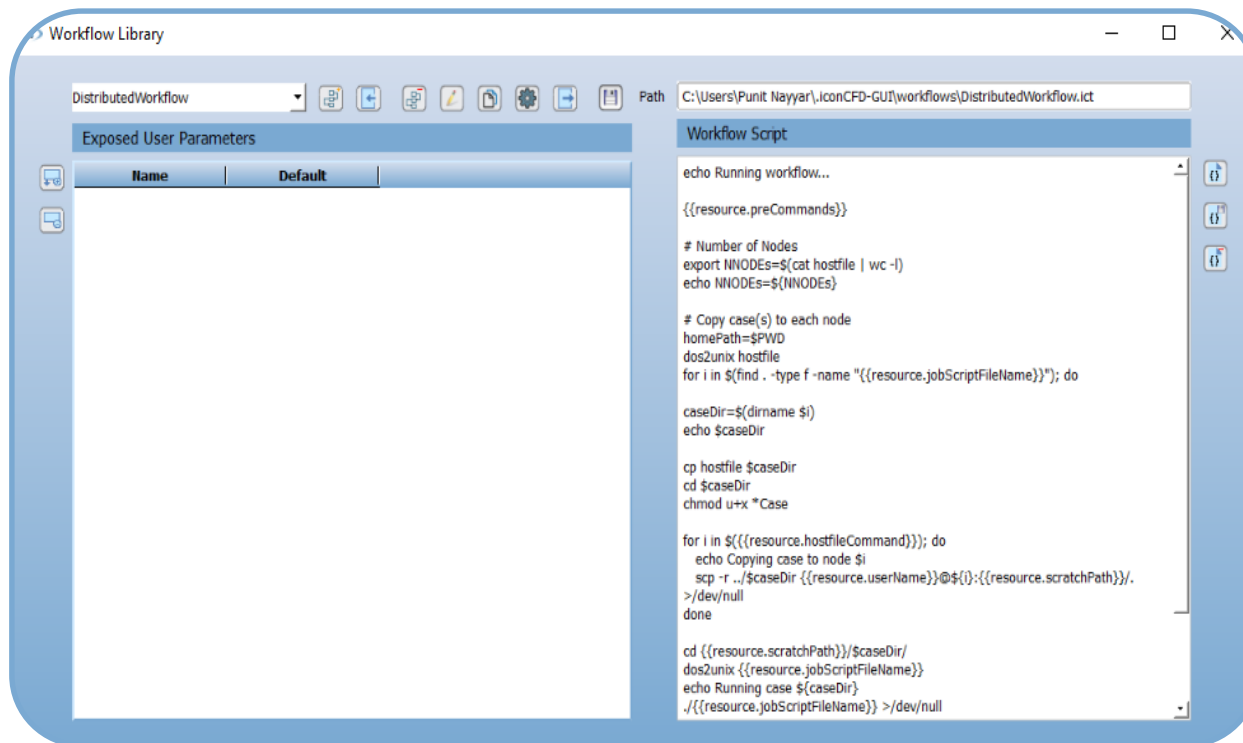 Workflow Library
DistributedWorkflow
Path
C:\Users\Punit Nayyar\.iconCFD-GUI\workflows\DistributedWorkflow.ict
Exposed User Parameters
Name Default
Workflow Script
echo Running workflow...
{{resource.preCommands}}
# Number of Nodes
export NNODEs=$(cat hostfile | wc -l)
echo NNODEs=${NNODEs}
# Copy case(s) to each node
homePath=$PWD
dos2unix hostfile
for i in $(find . -type f -name "{{resource.jobScriptFileName}}"); do
caseDir=$(dirname $i)
echo $caseDir
cp hostfile $caseDir
cd $caseDir
chmod u+x *Case
for i in $({{resource.hostfileCommand}}); do
echo Copying case to node $i
scp -r ../$caseDir {{resource.userName}}@${i}:{{resource.scratchPath}}/.
>/dev/null
done
cd {{resource.scratchPath}}/$caseDir/
dos2unix {{resource.jobScriptFileName}}
echo Running case ${caseDir}
./{{resource.jobScriptFileName}} >/dev/null